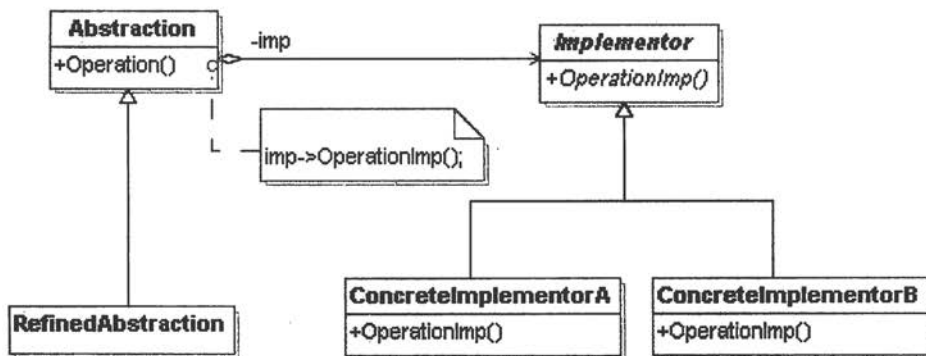 Abstraction
+Operation()
-imp
Implementor
+OperationImp()
imp->OperationImp();
RefinedAbstraction
ConcreteImplementorA
+OperationImp()
ConcreteImplementorB
+OperationImp()